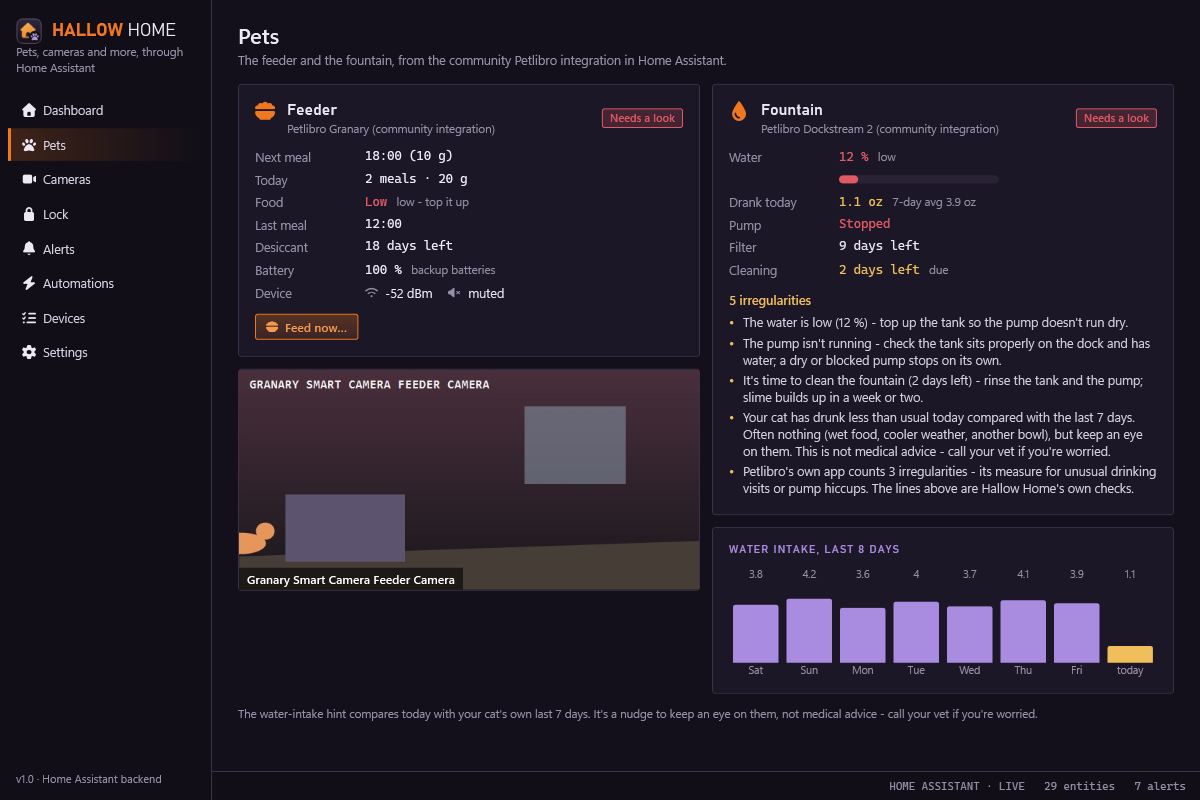 HALLOW HOME
Pets, cameras and more, through
Home Assistant
Dashboard
Pets
Cameras
Lock
Alerts
Automations
Devices
Settings
v1.0 · Home Assistant backend
Pets
The feeder and the fountain, from the community Petlibro integration in Home Assistant.
Feeder
Petlibro Granary (community integration)
Needs a look
Next meal 18:00 (10 g)
Today 2 meals · 20 g
Food Low low - top it up
Last meal 12:00
Desiccant 18 days left
Battery 100 % backup batteries
Device -52 dBm muted
Feed now...
GRANARY SMART CAMERA FEEDER CAMERA
Granary Smart Camera Feeder Camera
Fountain
Petlibro Dockstream 2 (community integration)
Needs a look
Water 12 % low
Drank today 1.1 oz 7-day avg 3.9 oz
Pump Stopped
Filter 9 days left
Cleaning 2 days left due
5 irregularities
• The water is low (12 %) - top up the tank so the pump doesn't run dry.
• The pump isn't running - check the tank sits properly on the dock and has
water; a dry or blocked pump stops on its own.
• It's time to clean the fountain (2 days left) - rinse the tank and the pump;
slime builds up in a week or two.
• Your cat has drunk less than usual today compared with the last 7 days.
Often nothing (wet food, cooler weather, another bowl), but keep an eye
on them. This is not medical advice - call your vet if you're worried.
• Petlibro's own app counts 3 irregularities - its measure for unusual drinking
visits or pump hiccups. The lines above are Hallow Home's own checks.
WATER INTAKE, LAST 8 DAYS
3.8 4.2 3.6 4 3.7 4.1 3.9 1.1
Sat Sun Mon Tue Wed Thu Fri today
The water-intake hint compares today with your cat's own last 7 days. It's a nudge to keep an eye on them, not medical advice - call your vet if you're worried.
HOME ASSISTANT · LIVE 29 entities 7 alerts